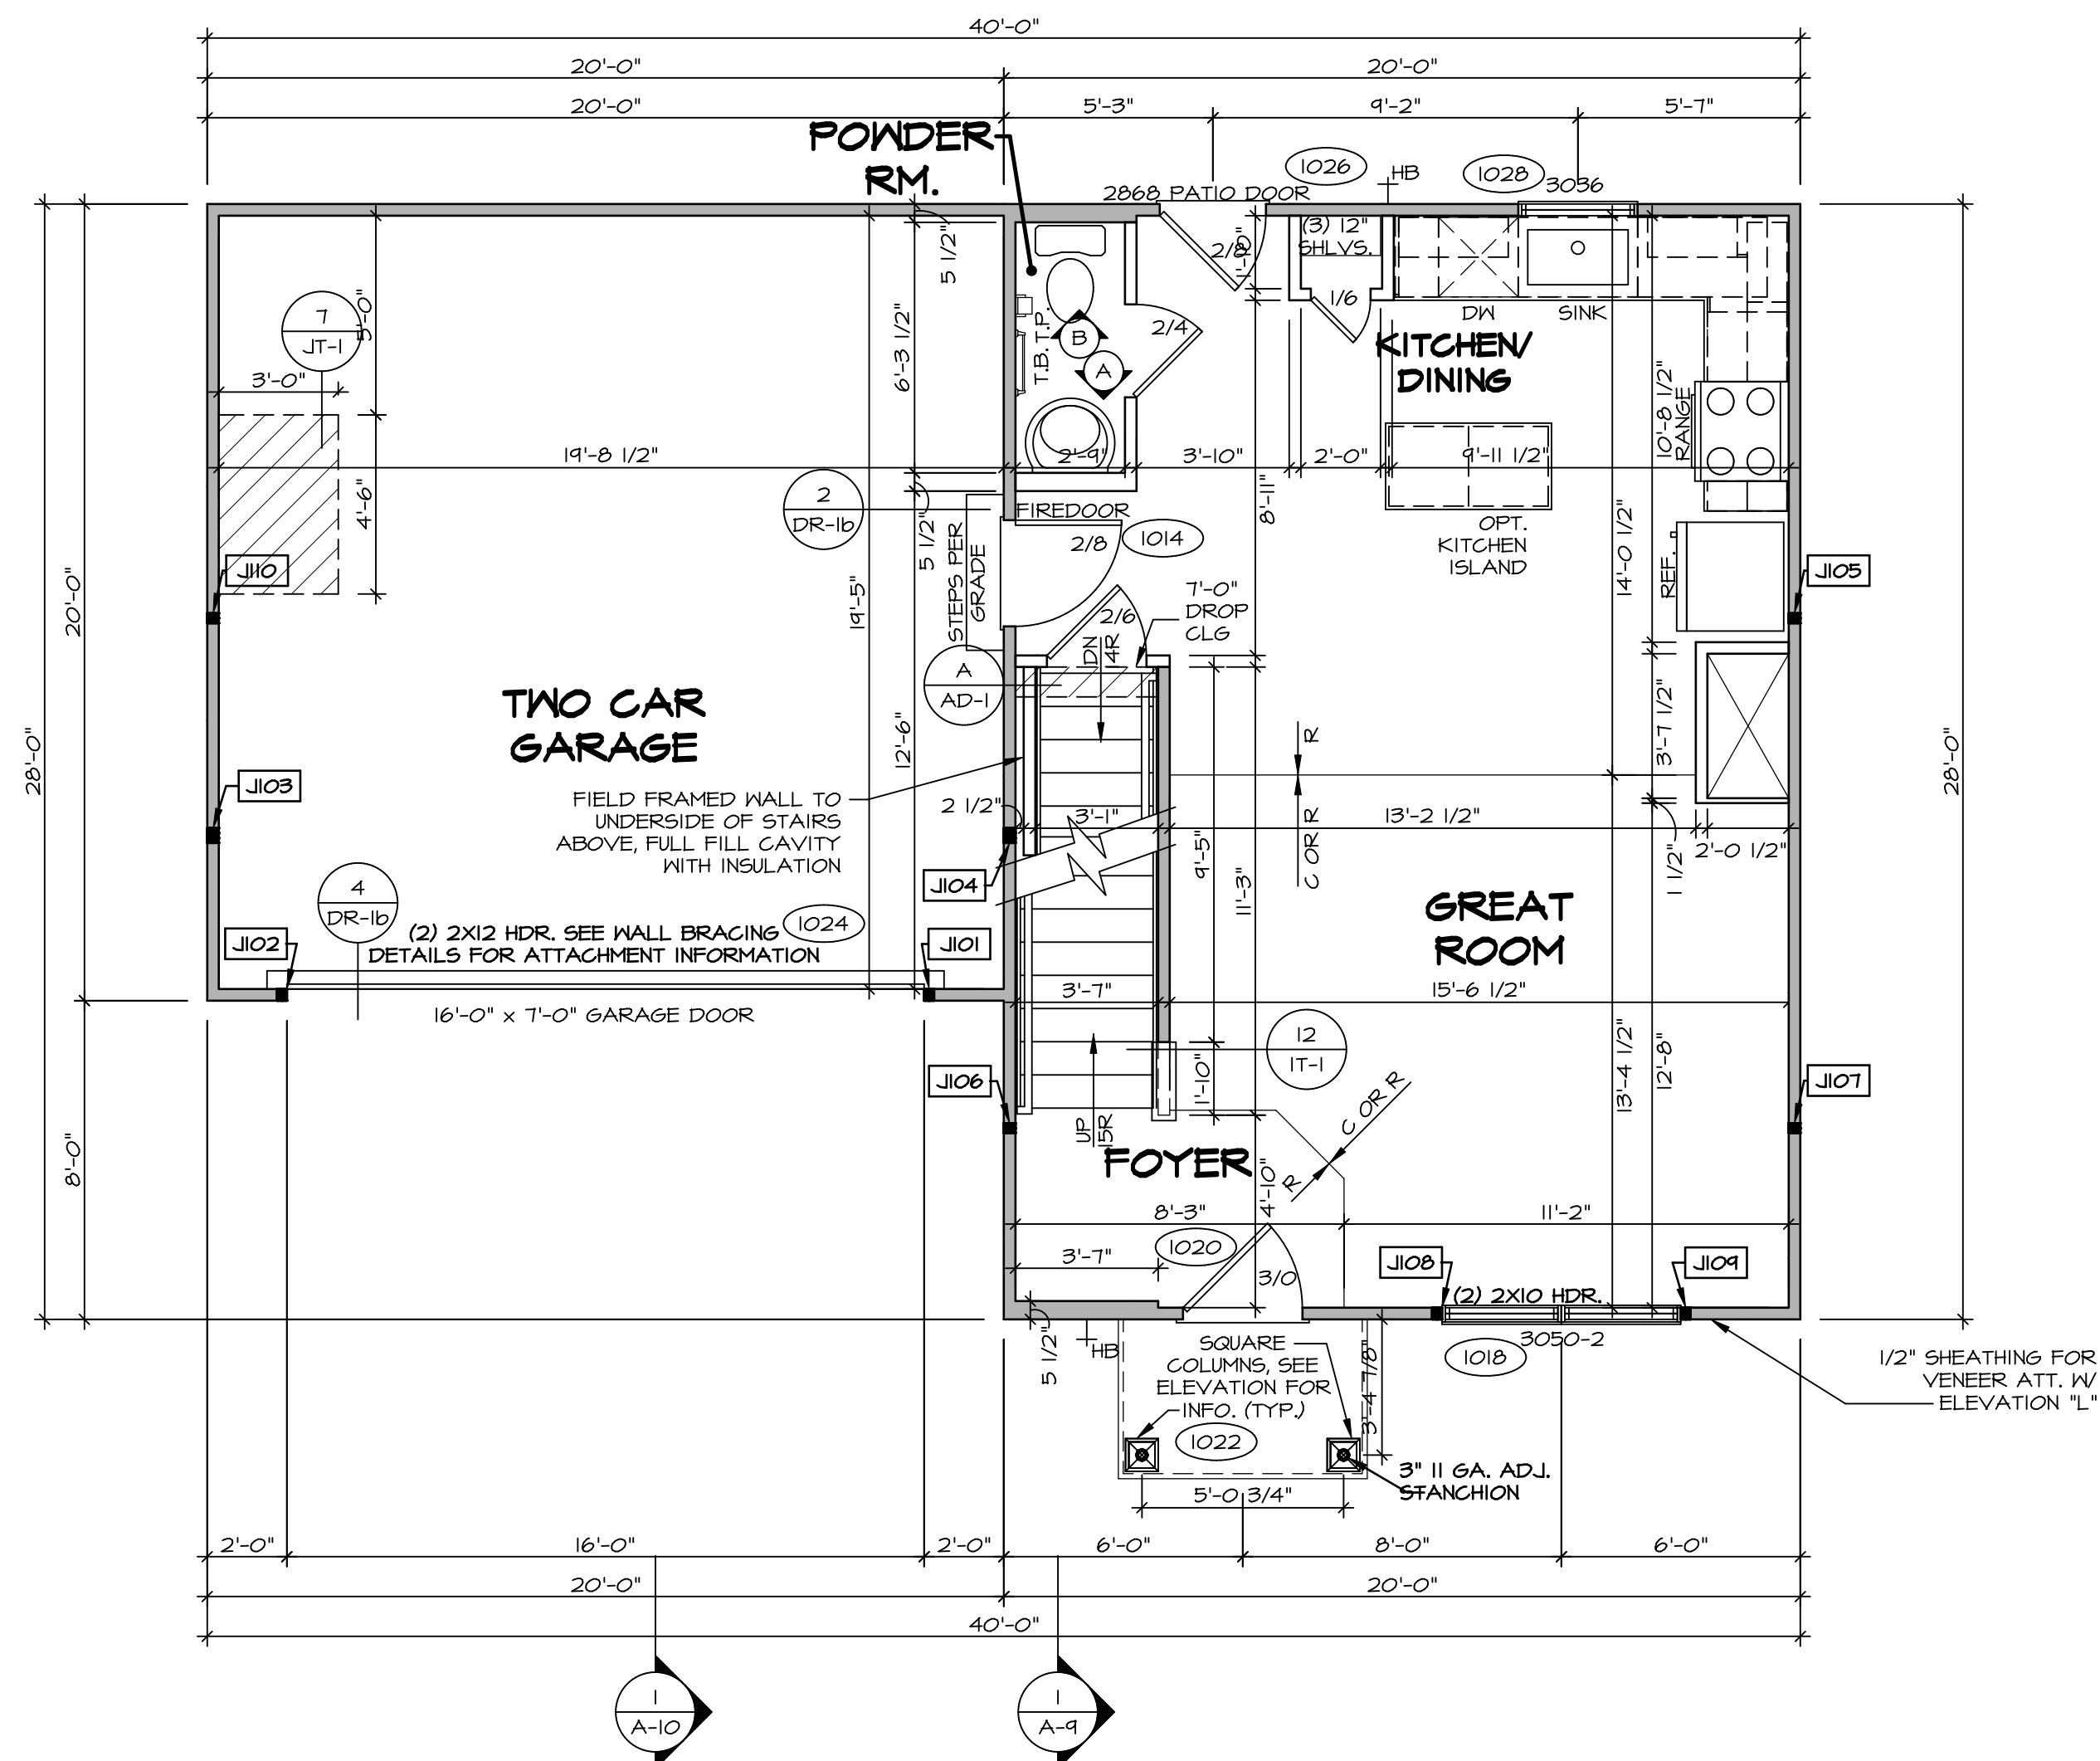 40'-0"
20'-0" 20'-0"
20'-0" 5'-3" 9'-2" 5'-7"
POWDER
RM.
1026
HB
1028
3036
2868 PATIO DOOR
5 1/2"
2/8
1'-8"
(3) 12"
SHLVS.
1/6
DW
SINK
7
JT-1
5'-0"
3'-0"
6'-3 1/2"
T.B. T.P.
B
A
2/4
KITCHEN/
DINING
10'-8 1/2"
RANGE
19'-8 1/2"
2'-9"
3'-10"
2'-0"
9'-11 1/2"
4'-6"
2
DR-1b
8'-11"
FIREDOOR
2/8
1014
OPT.
KITCHEN
ISLAND
14'-0 1/2"
REF.
5 1/2"
STEPS PER
GRADE
J110
J105
20'-0"
19'-5"
2/6
7'-0"
DROP
CLG
DN
14R
A
AD-1
TWO CAR
GARAGE
28'-0"
12'-6"
3'-7 1/2"
28'-0"
R
C OR R
J103
FIELD FRAMED WALL TO
UNDERSIDE OF STAIRS
ABOVE, FULL FILL CAVITY
WITH INSULATION
2 1/2"
3'-1"
13'-2 1/2"
2'-0 1/2"
1 1/2"
9'-5"
11'-3"
J104
GREAT
ROOM
4
DR-1b
1024
(2) 2X12 HDR. SEE WALL BRACING
DETAILS FOR ATTACHMENT INFORMATION
J102
J101
16'-0" x 7'-0" GARAGE DOOR
3'-7"
15'-6 1/2"
12
IT-1
J106
J107
1'-10"
13'-4 1/2"
12'-8"
C OR R
R
UP
15R
8'-0"
FOYER
4'-10"
8'-3"
11'-2"
3'-7"
1020
3/0
J108
J109
(2) 2X10 HDR.
5 1/2"
HB
3050-2
1018
SQUARE
COLUMNS, SEE
ELEVATION FOR
INFO. (TYP.)
3'-4 7/8"
1/2" SHEATHING FOR
VENEER ATT. W/
ELEVATION "L"
1022
3" 11 GA. ADJ.
STANCHION
5'-0 3/4"
2'-0" 16'-0" 2'-0" 6'-0" 8'-0" 6'-0"
20'-0" 20'-0"
40'-0"
1
A-10
1
A-9